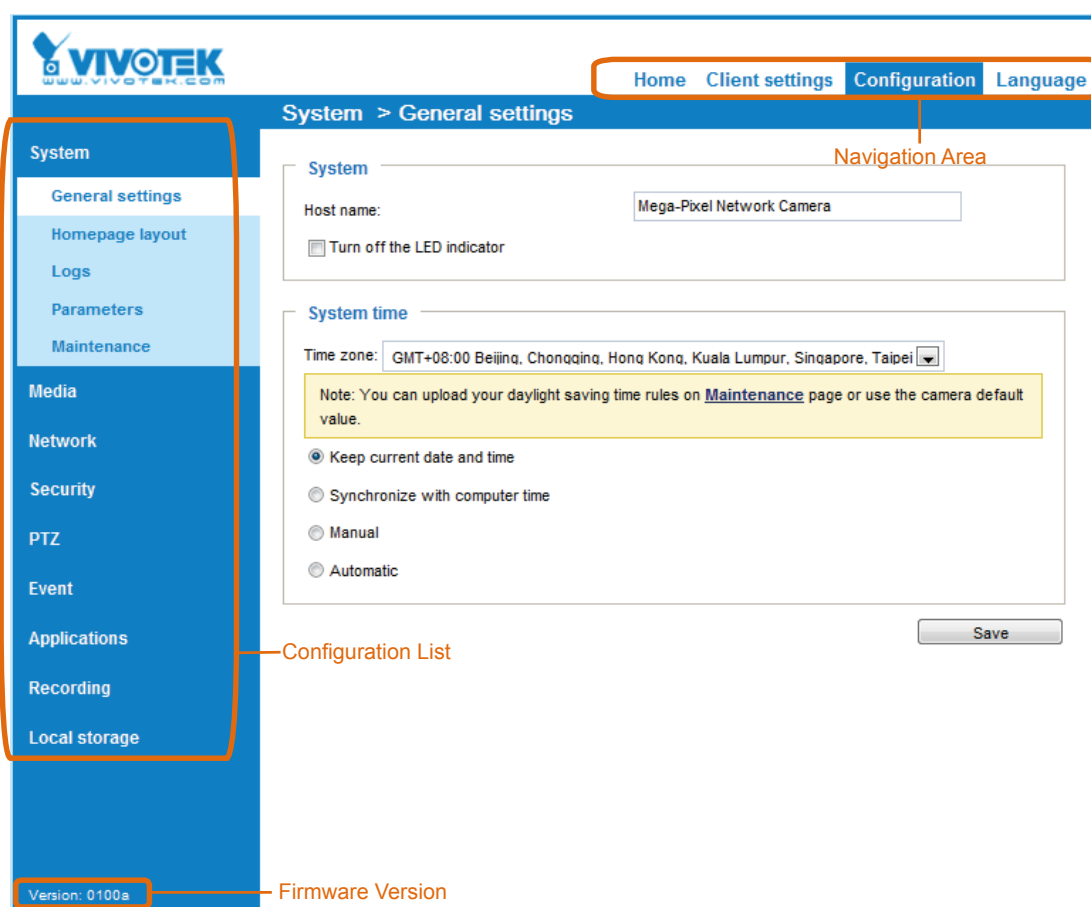 VIVOTEK
www.vivotek.com
Home Client settings Configuration Language
System > General settings
Navigation Area
System
General settings
Homepage layout
Logs
Parameters
Maintenance
Media
Network
Security
PTZ
Event
Applications
Recording
Local storage
Version: 0100a
System
Host name: Mega-Pixel Network Camera
Turn off the LED indicator
System time
Time zone: GMT+08:00 Beijing, Chongqing, Hong Kong, Kuala Lumpur, Singapore, Taipei
Note: You can upload your daylight saving time rules on Maintenance page or use the camera default
value.
Keep current date and time
Synchronize with computer time
Manual
Automatic
Save
Configuration List
Firmware Version